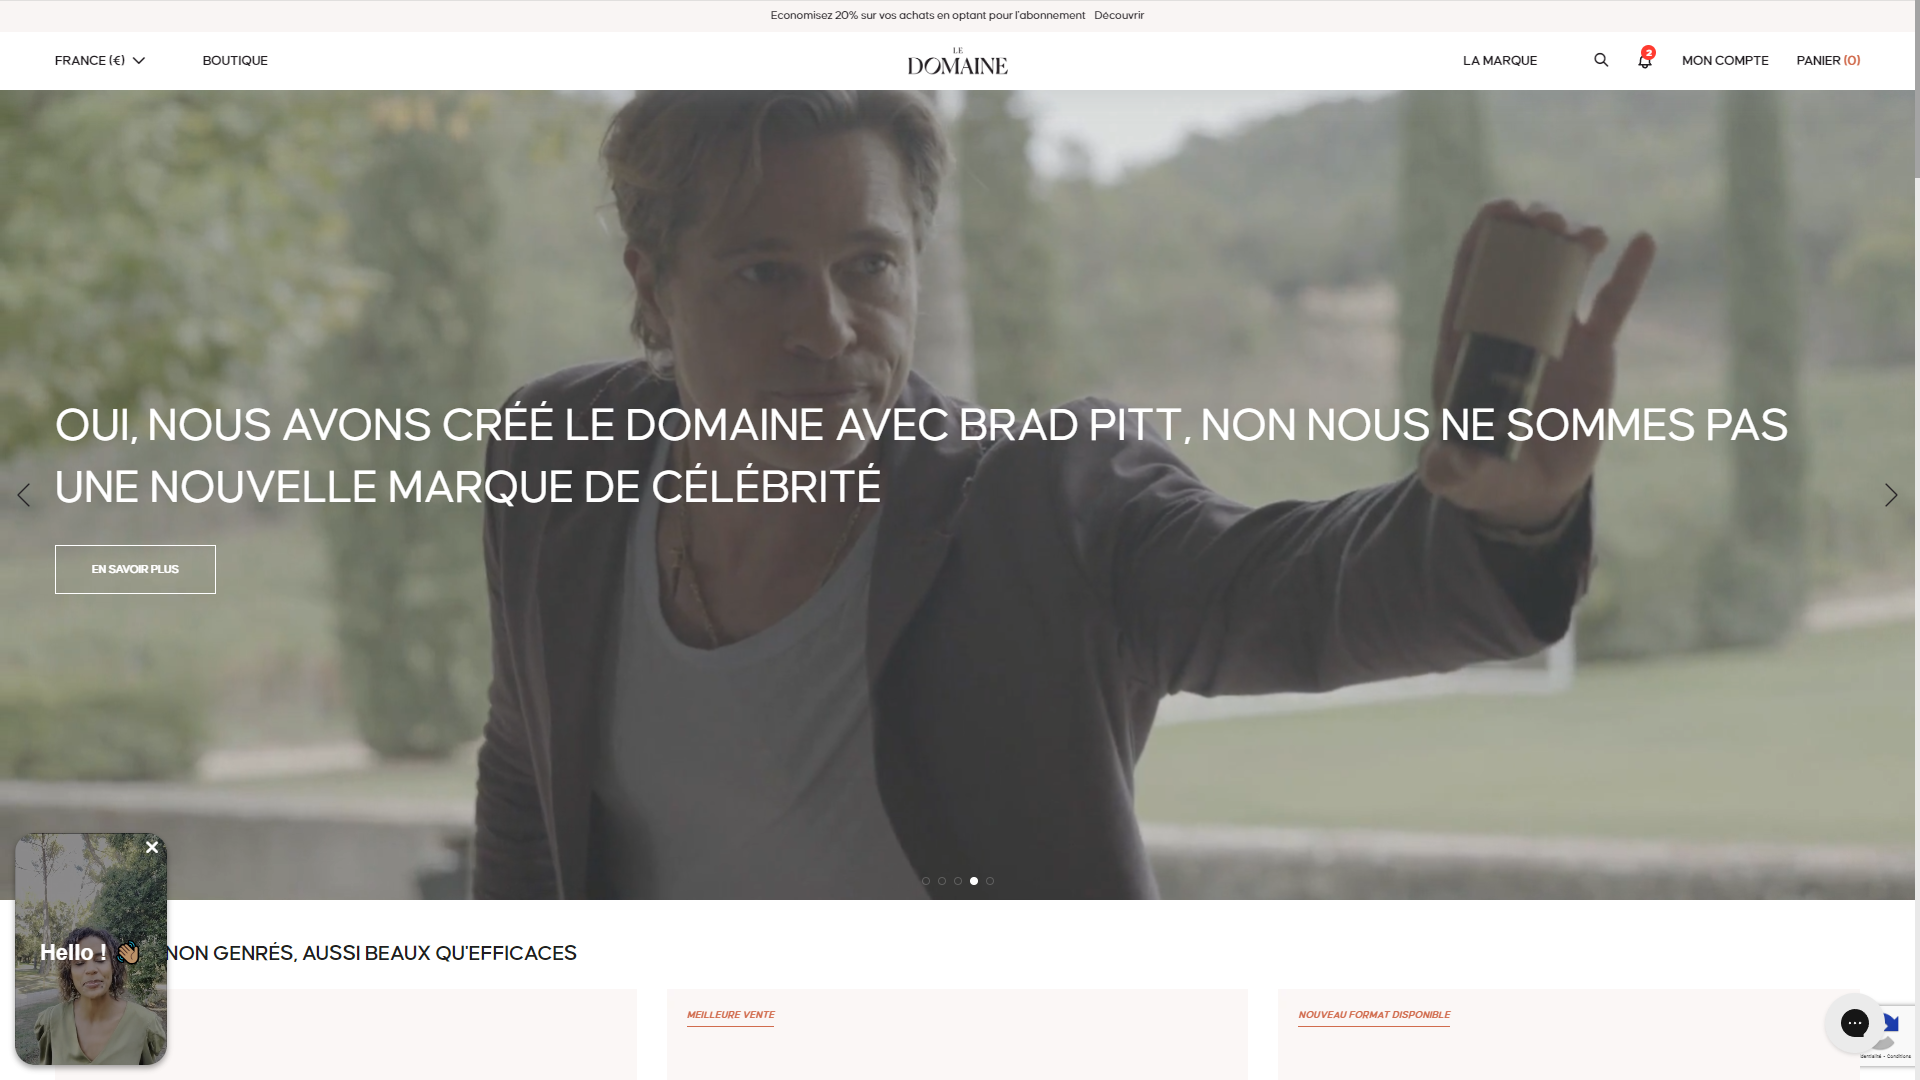 Economisez 20% sur vos achats en optant pour l'abonnement Découvrir
FRANCE (€) BOUTIQUE LE DOMAINE LA MARQUE 2 MON COMPTE PANIER (0)
OUI, NOUS AVONS CRÉÉ LE DOMAINE AVEC BRAD PITT, NON NOUS NE SOMMES PAS
UNE NOUVELLE MARQUE DE CÉLÉBRITÉ
EN SAVOIR PLUS
Hello ! 👋🏽
NON GENRÉS, AUSSI BEAUX QU'EFFICACES
MEILLEURE VENTE
NOUVEAU FORMAT DISPONIBLE
Conditions